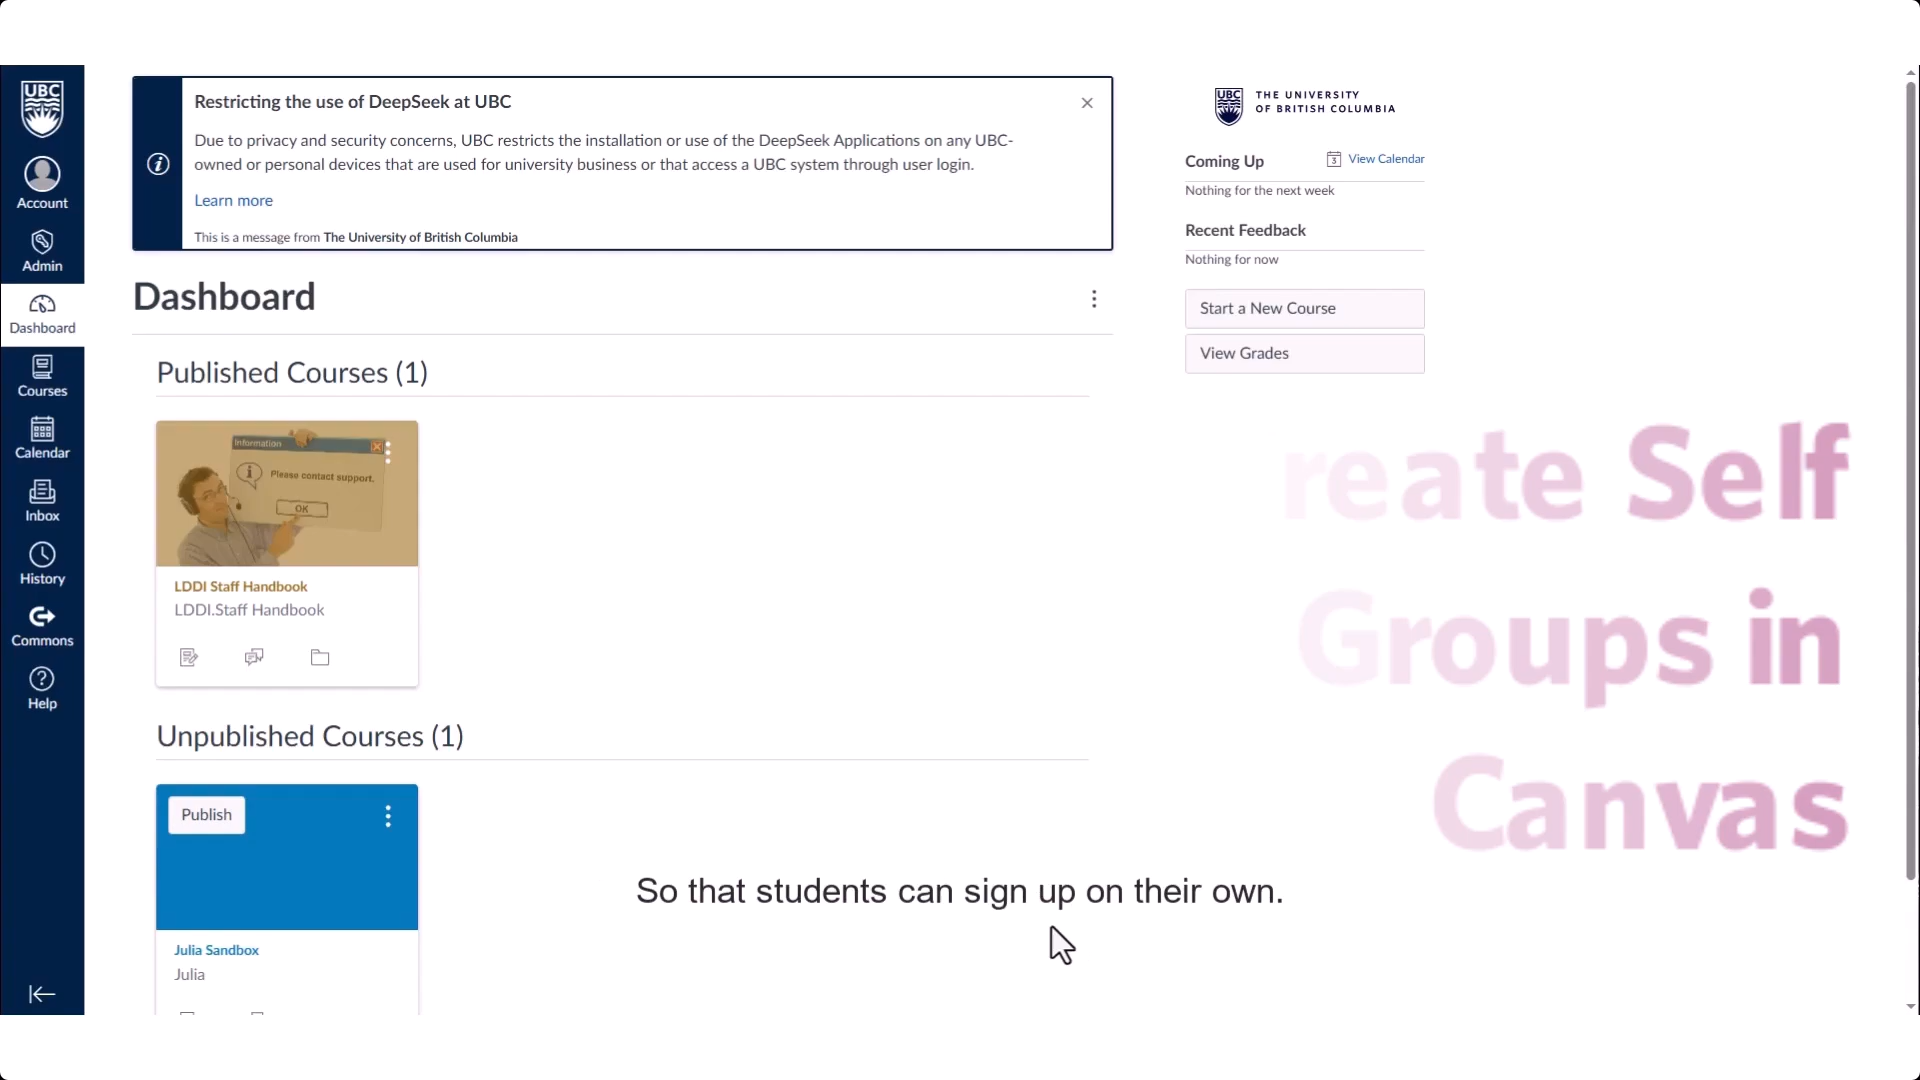 UBC
Account
Admin
Dashboard
Courses
Calendar
Inbox
History
Commons
Help
Restricting the use of DeepSeek at UBC
Due to privacy and security concerns, UBC restricts the installation or use of the DeepSeek Applications on any UBC-
owned or personal devices that are used for university business or that access a UBC system through user login.
Learn more
This is a message from The University of British Columbia
Dashboard
Published Courses (1)
Information
Please contact support.
OK
LDDI Staff Handbook
LDDI.Staff Handbook
Unpublished Courses (1)
Publish
Julia Sandbox
Julia
UBC
THE UNIVERSITY
OF BRITISH COLUMBIA
Coming Up
3 View Calendar
Nothing for the next week
Recent Feedback
Nothing for now
Start a New Course
View Grades
reate Self
Groups in
Canvas
So that students can sign up on their own.